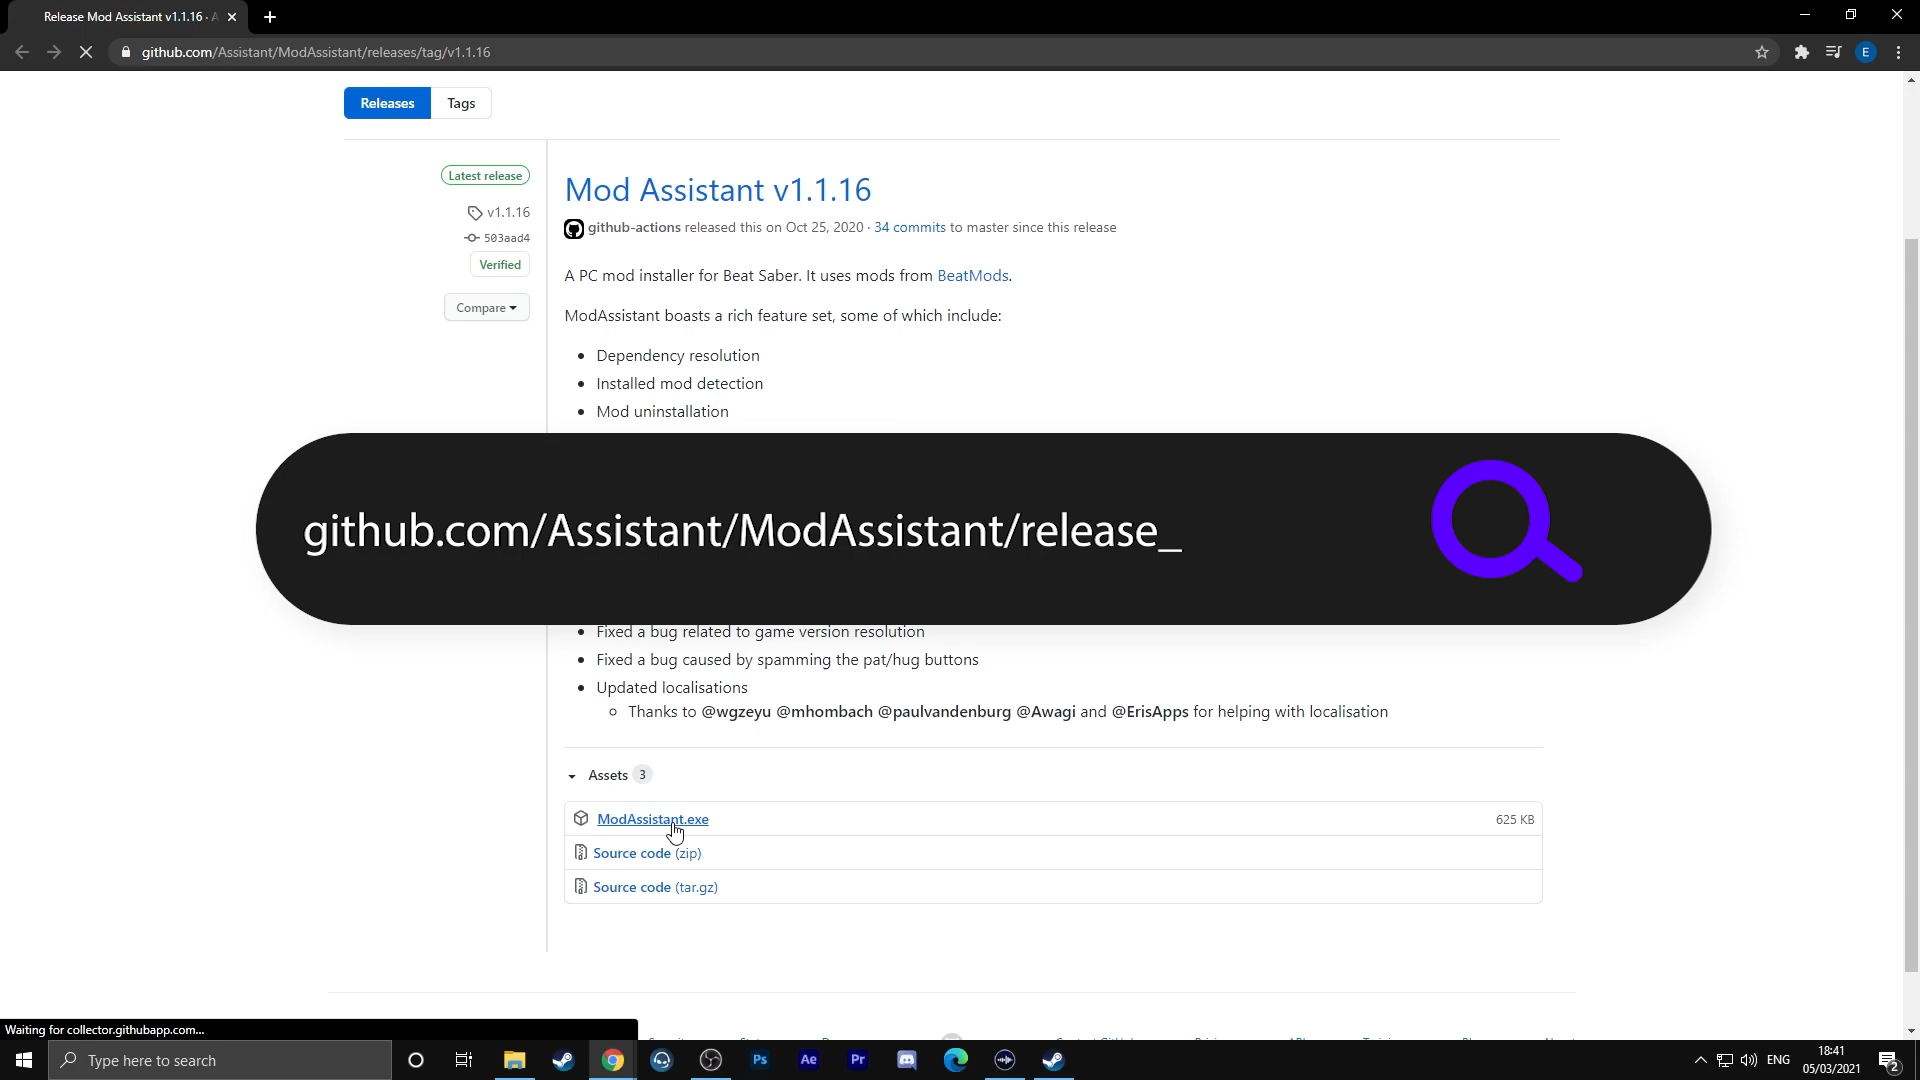 Release Mod Assistant v1.1.16 · A
github.com/Assistant/ModAssistant/releases/tag/v1.1.16
E
Releases
Tags
Latest release
v1.1.16
503aad4
Verified
Compare
Mod Assistant v1.1.16
github-actions released this on Oct 25, 2020 · 34 commits to master since this release
A PC mod installer for Beat Saber. It uses mods from BeatMods.
ModAssistant boasts a rich feature set, some of which include:
Dependency resolution
Installed mod detection
Mod uninstallation
github.com/Assistant/ModAssistant/release_
Fixed a bug related to game version resolution
Fixed a bug caused by spamming the pat/hug buttons
Updated localisations
Thanks to @wgzeyu @mhombach @paulvandenburg @Awagi and @ErisApps for helping with localisation
Assets 3
ModAssistant.exe
625 KB
Source code (zip)
Source code (tar.gz)
Waiting for collector.githubapp.com...
Type here to search
Ps
Ae
Pr
ENG
18:41
05/03/2021
2